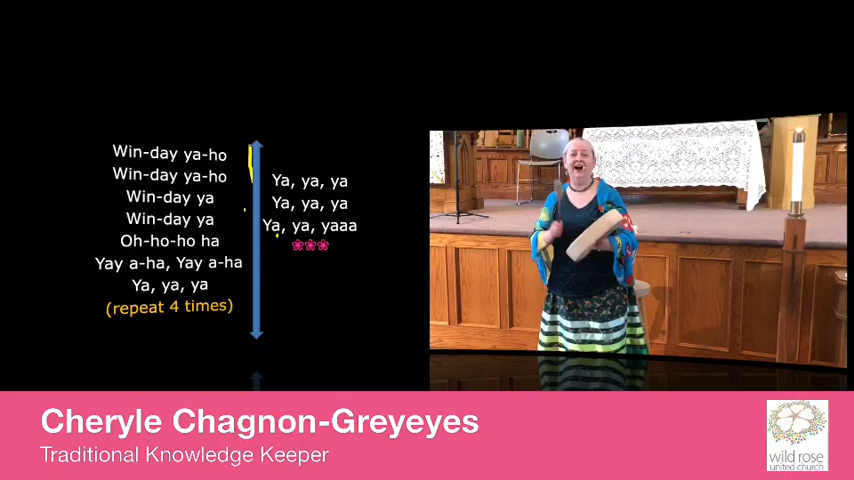 Win-day ya-ho
Win-day ya-ho
Win-day ya
Win-day ya
Oh-ho-ho ha
Yay a-ha, Yay a-ha
Ya, ya, ya
(repeat 4 times)
Ya, ya, ya
Ya, ya, ya
Ya, ya, yaaa
Cheryle Chagnon-Greyeyes
Traditional Knowledge Keeper
wild rose
united church